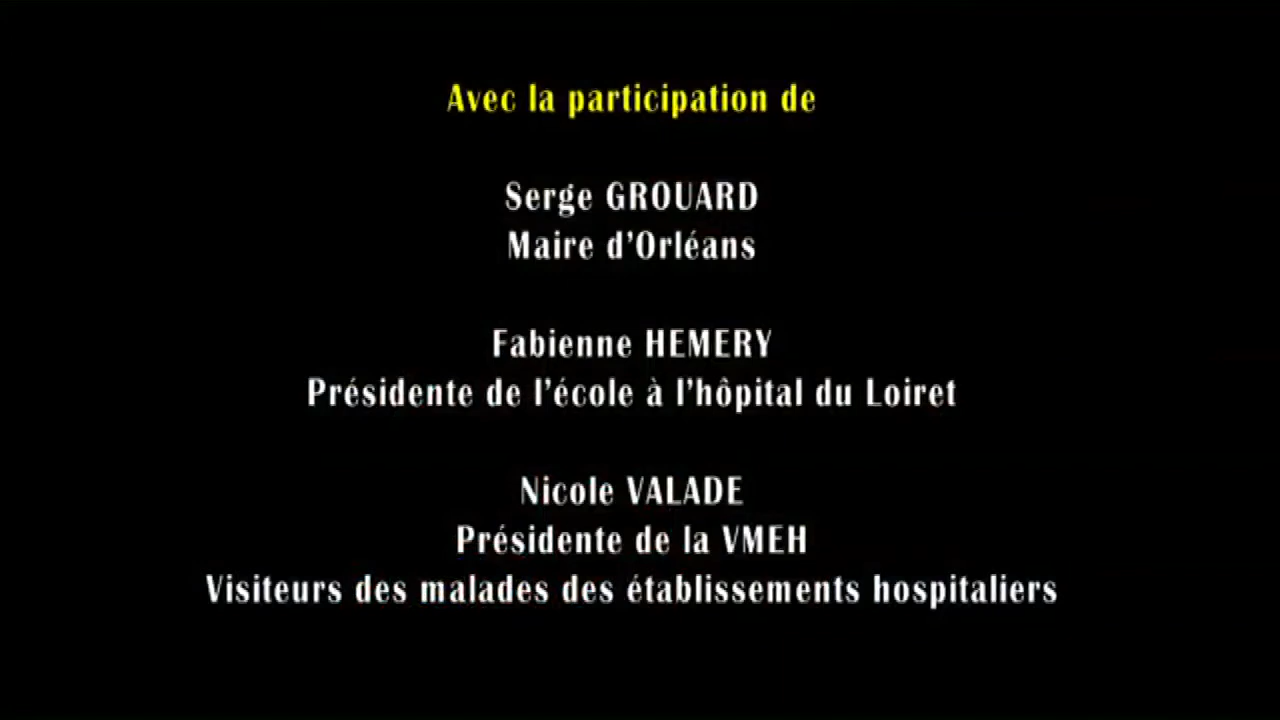 Avec la participation de
Serge GROUARD
Maire d’Orléans
Fabienne HEMERY
Présidente de l’école à l’hôpital du Loiret
Nicole VALADE
Présidente de la VMEH
Visiteurs des malades des établissements hospitaliers